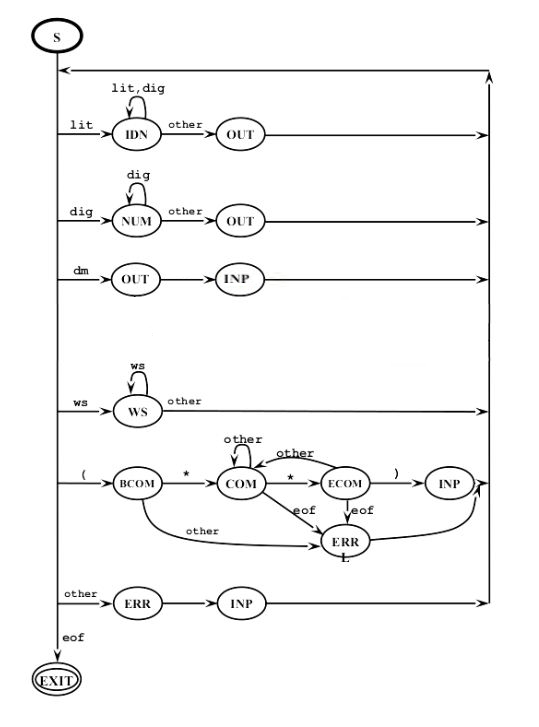 S
lit,dig
lit
IDN
other
OUT
dig
dig
NUM
other
OUT
dm
OUT
INP
ws
ws
WS
other
other
(
BCOM
*
COM
other
*
ECOM
)
INP
eof
eof
other
ERR
L
other
ERR
INP
eof
EXIT